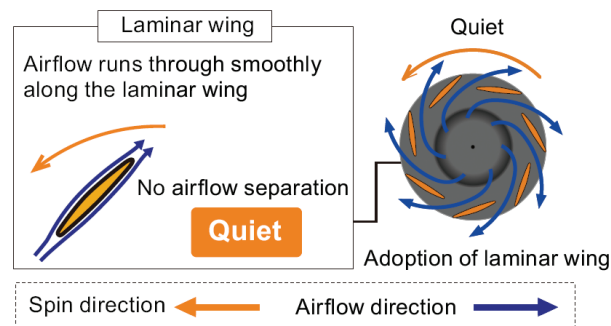 Laminar wing
Airflow runs through smoothly
along the laminar wing
No airflow separation
Quiet
Quiet
Adoption of laminar wing
Spin direction
Airflow direction